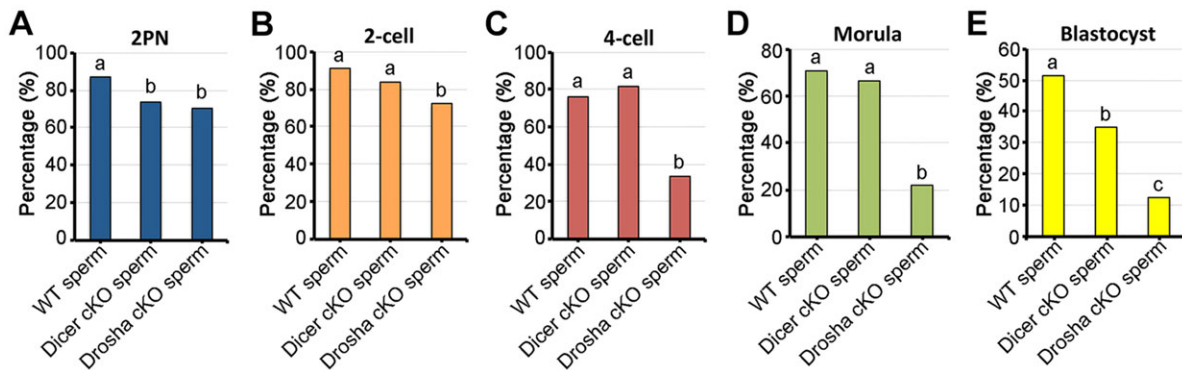 A
2PN
Percentage (%)
100
80
60
40
20
0
a
b
b
WT sperm
Dicer cKO sperm
Drosha cKO sperm
B
2-cell
Percentage (%)
100
80
60
40
20
0
a
a
b
WT sperm
Dicer cKO sperm
Drosha cKO sperm
C
4-cell
Percentage (%)
100
80
60
40
20
0
a
a
b
WT sperm
Dicer cKO sperm
Drosha cKO sperm
D
Morula
Percentage (%)
80
60
40
20
0
a
a
b
WT sperm
Dicer cKO sperm
Drosha cKO sperm
E
Blastocyst
Percentage (%)
60
50
40
30
20
10
0
a
b
c
WT sperm
Dicer cKO sperm
Drosha cKO sperm